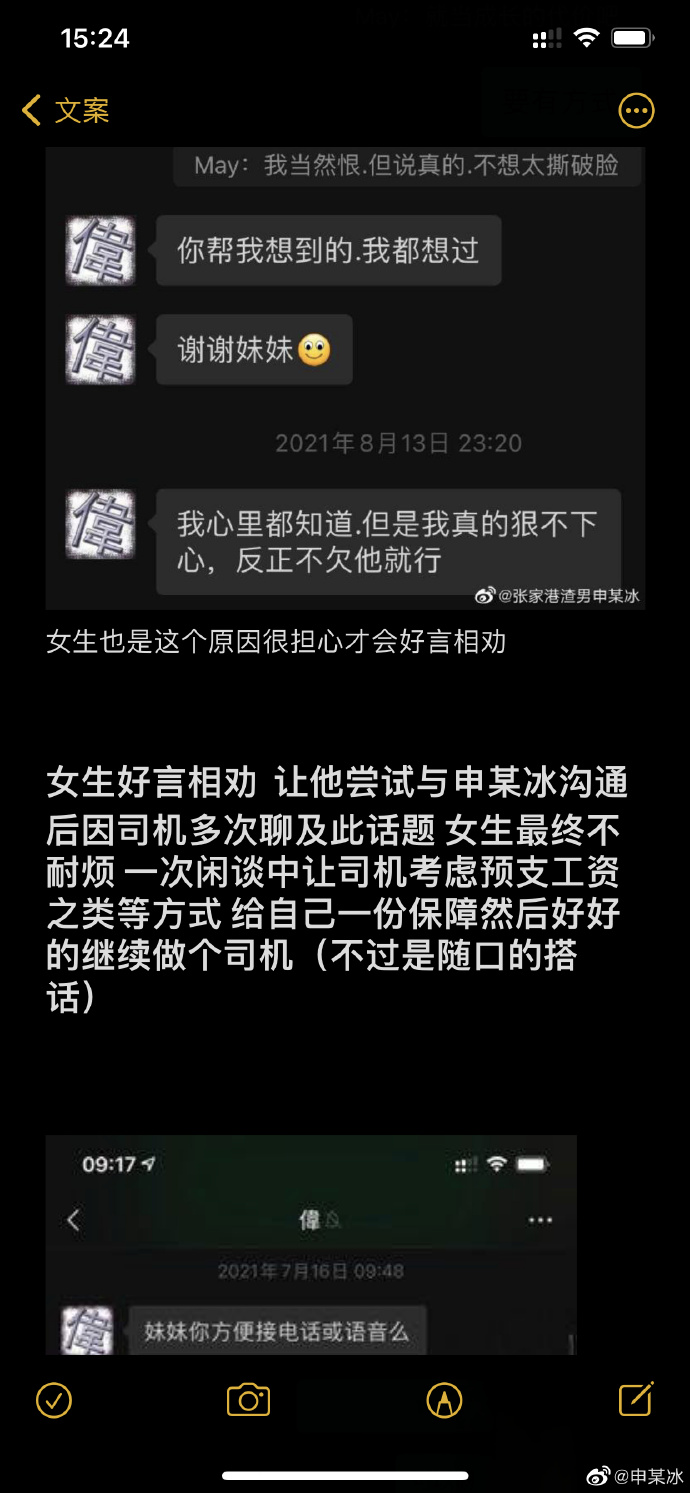 15:24
文案
May：我当然恨.但说真的.不想太撕破脸
你帮我想到的.我都想过
谢谢妹妹🙂
2021年8月13日 23:20
我心里都知道.但是我真的狠不下
心，反正不欠他就行
@张家港渣男申某冰
女生也是这个原因很担心才会好言相劝
女生好言相劝 让他尝试与申某冰沟通
后因司机多次聊及此话题 女生最终不
耐烦 一次闲谈中让司机考虑预支工资
之类等方式 给自己一份保障然后好好
的继续做个司机（不过是随口的搭
话）
09:17
偉
2021年7月16日 09:48
妹妹你方便接电话或语音么
@申某冰